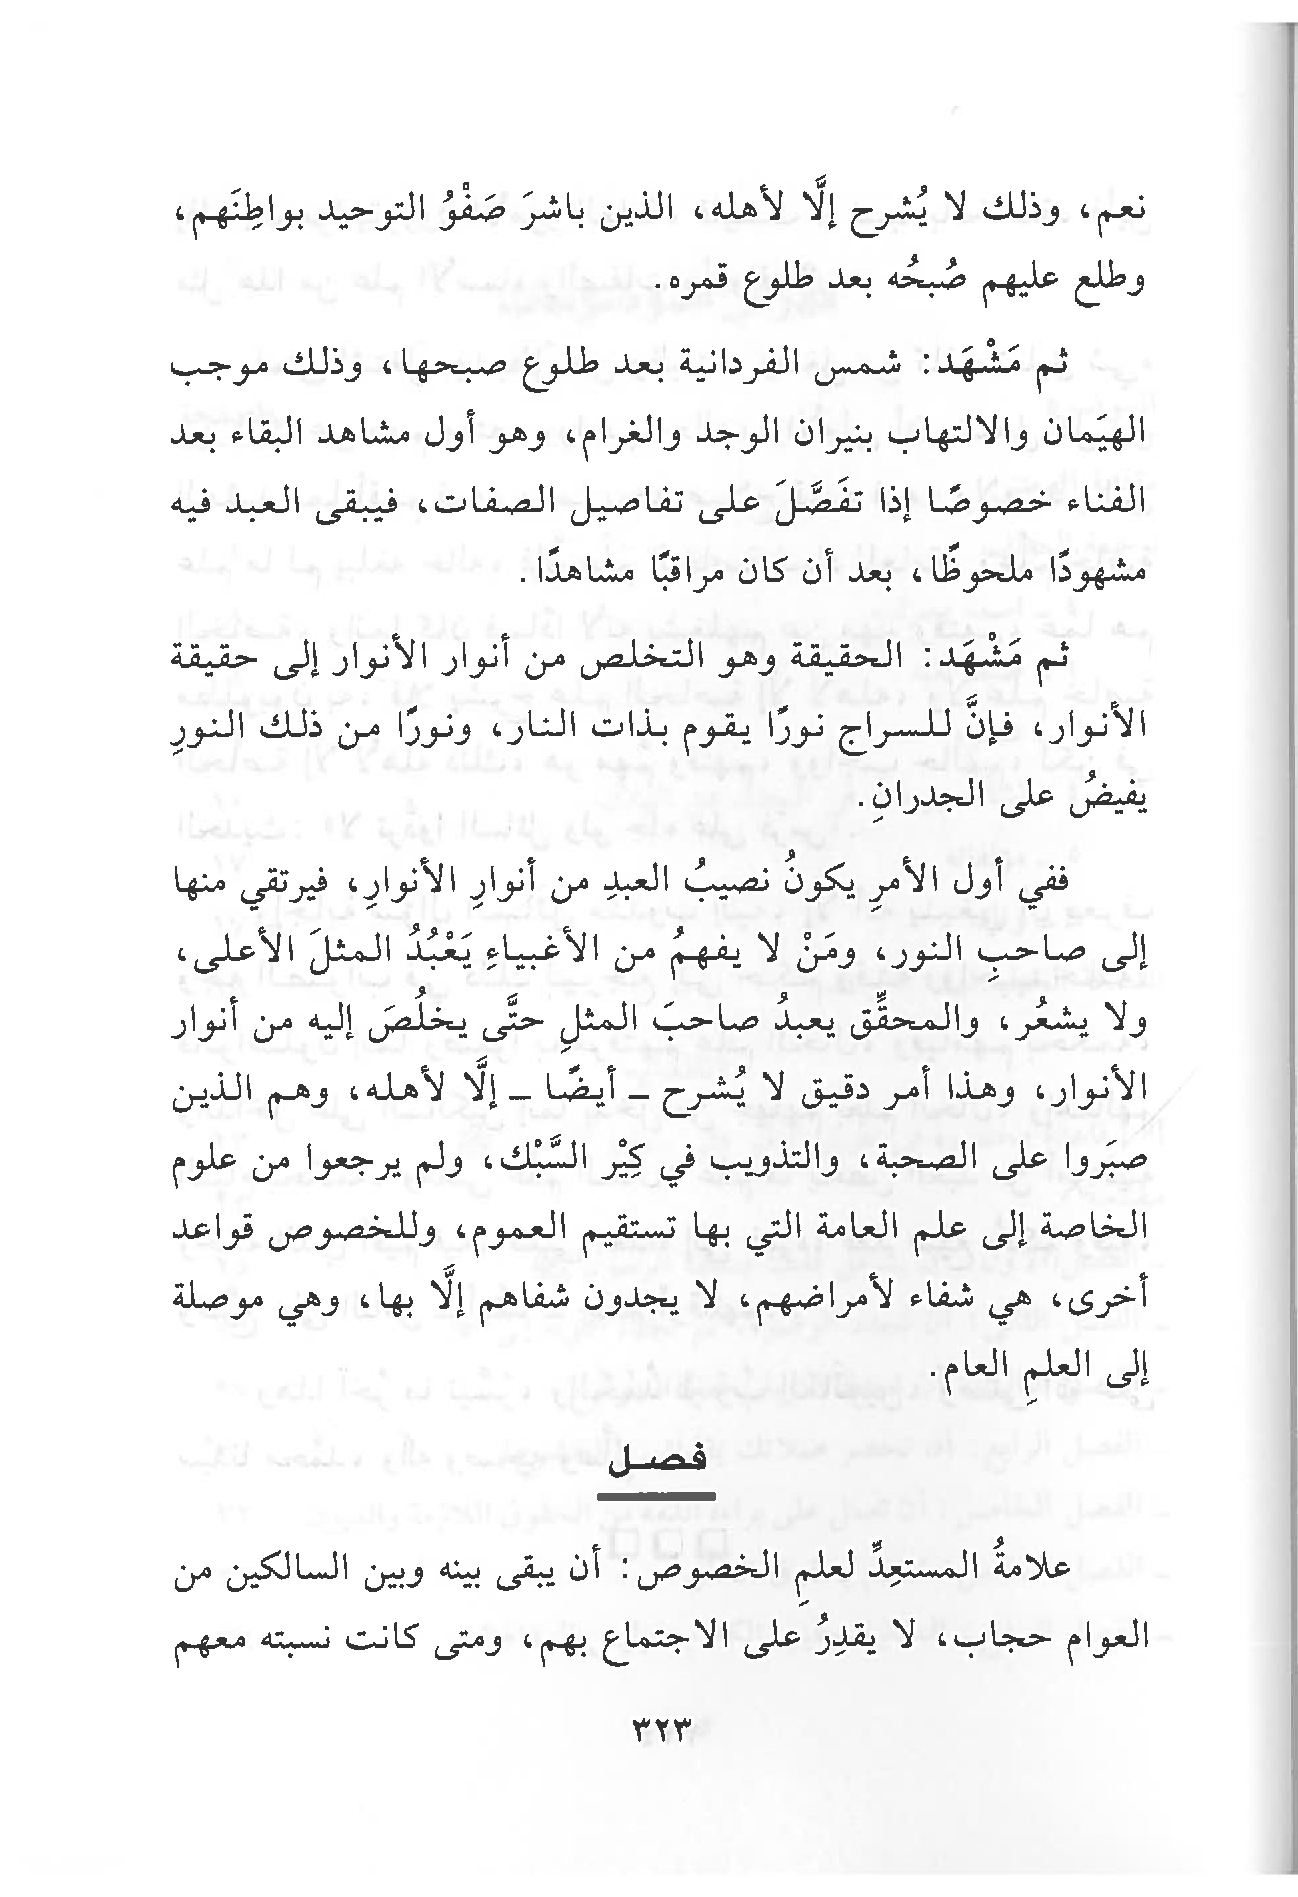 نعم، وذلك لا يُشرح إلَّا لأهله، الذين باشرَ صَفْوُ التوحيد بواطِنَهم،
وطلع عليهم صُبحُه بعد طلوع قمره.
ثم مَشْهَد: شمس الفردانية بعد طلوع صبحها، وذلك موجب
الهيَمان والالتهاب بنيران الوجد والغرام، وهو أول مشاهد البقاء بعد
الفناء خصوصًا إذا تفَصَّلَ على تفاصيل الصفات، فيبقى العبد فيه
مشهودًا ملحوظًا، بعد أن كان مراقبًا مشاهدًا.
ثم مَشْهَد: الحقيقة وهو التخلص من أنوار الأنوار إلى حقيقة
الأنوار، فإنَّ للسراج نورًا يقوم بذات النار، ونورًا من ذلك النورِ
يفيضُ على الجدرانِ.
ففي أول الأمرِ يكونُ نصيبُ العبدِ من أنوارِ الأنوارِ، فيرتقي منها
إلى صاحبِ النور، ومَنْ لا يفهمُ من الأغبياءِ يَعْبُدُ المثلَ الأعلى،
ولا يشعُر، والمحقِّق يعبدُ صاحبَ المثلِ حتَّى يخلُصَ إليه من أنوار
الأنوار، وهذا أمر دقيق لا يُشرح ـ أيضًا ـ إلَّا لأهله، وهم الذين
صبَروا على الصحبة، والتذويب في كِيْر السَّبْك، ولم يرجعوا من علوم
الخاصة إلى علم العامة التي بها تستقيم العموم، وللخصوص قواعد
أخرى، هي شفاء لأمراضهم، لا يجدون شفاهم إلَّا بها، وهي موصلة
إلى العلمِ العام.
فصل
علامةُ المستعِدِّ لعلمِ الخصوص: أن يبقى بينه وبين السالكين من
العوام حجاب، لا يقدِرُ على الاجتماع بهم، ومتى كانت نسبته معهم
٣٢٣